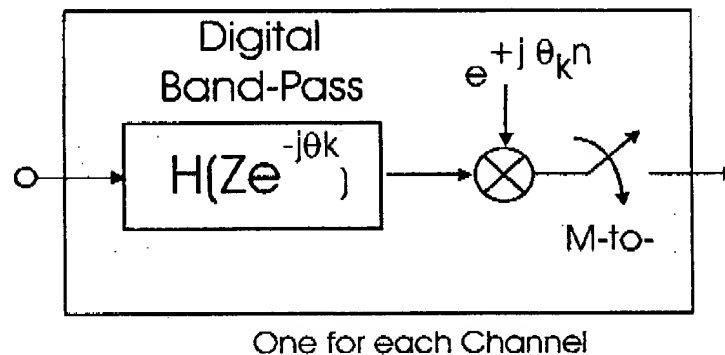 Digital
Band-Pass
e^{+jθ_k n}
H(Ze^{-jθk})
M-to-
One for each Channel